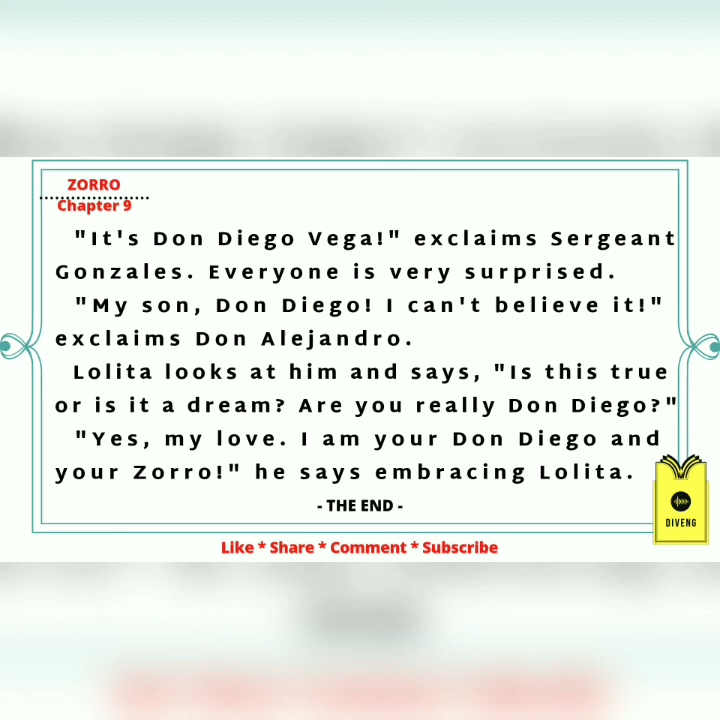 ZORRO
Chapter 9
"It's Don Diego Vega!" exclaims Sergeant
Gonzales. Everyone is very surprised.
"My son, Don Diego! I can't believe it!"
exclaims Don Alejandro.
Lolita looks at him and says, "Is this true
or is it a dream? Are you really Don Diego?"
"Yes, my love. I am your Don Diego and
your Zorro!" he says embracing Lolita.
- THE END -
DIVENG
Like * Share * Comment * Subscribe